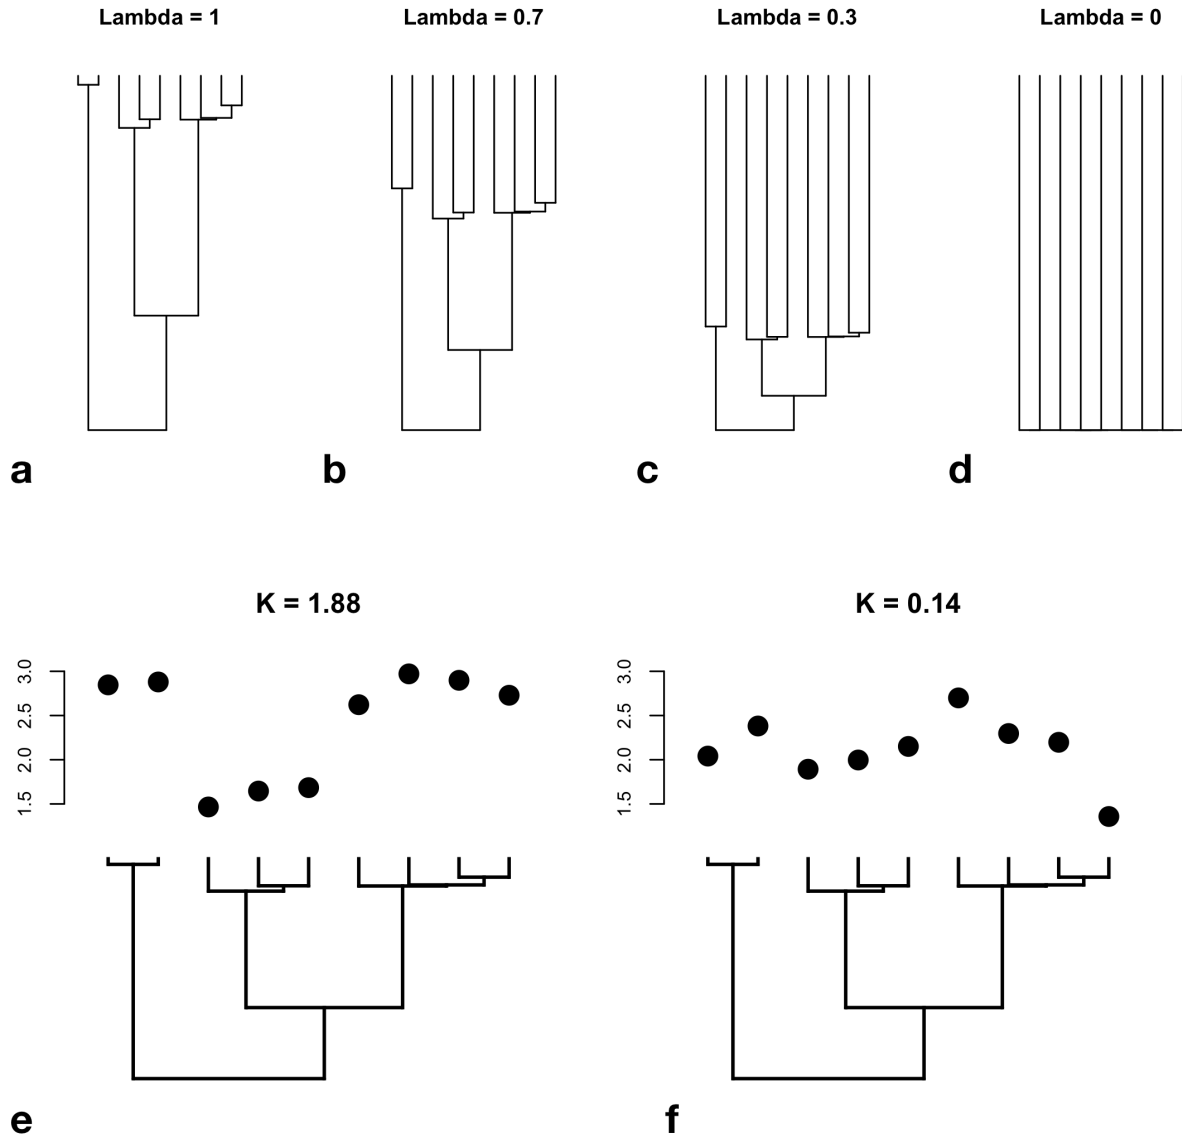 Lambda = 1
Lambda = 0.7
Lambda = 0.3
Lambda = 0
a
b
c
d
K = 1.88
3.0
2.5
2.0
1.5
K = 0.14
3.0
2.5
2.0
1.5
e
f